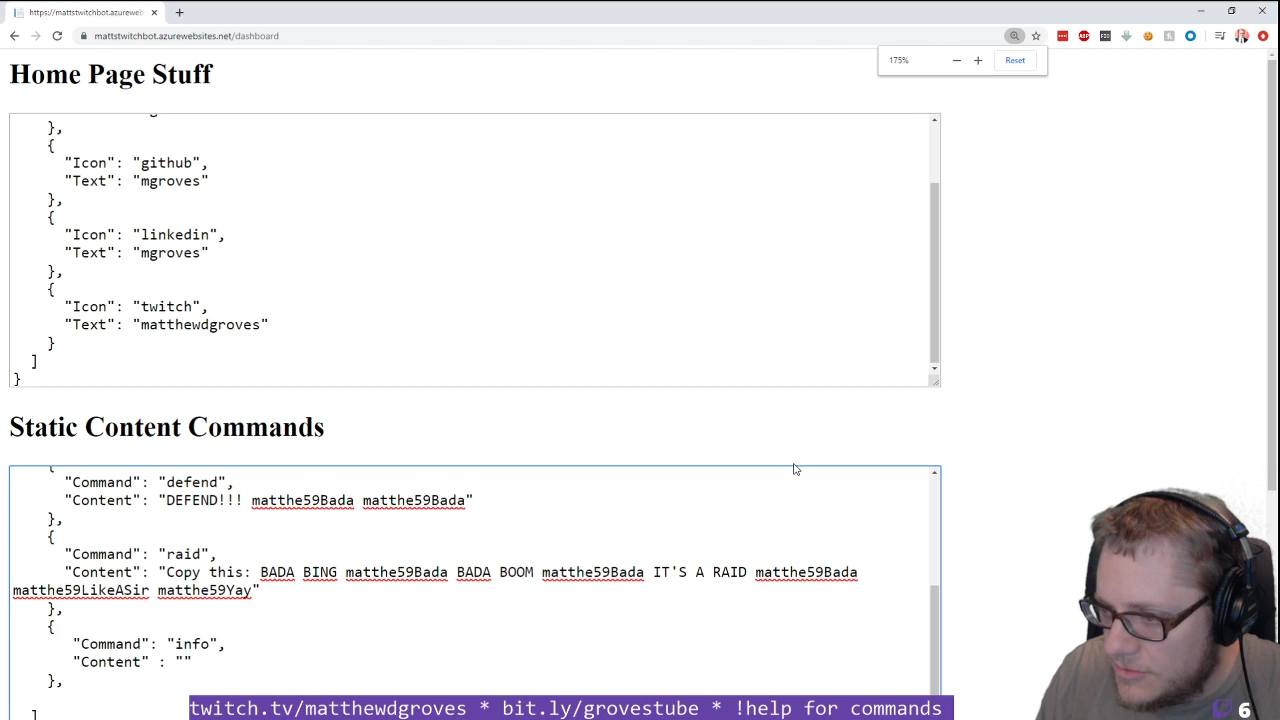 https://mattstwitchbot.azureweb
mattstwitchbot.azurewebsites.net/dashboard
175%
Reset
Home Page Stuff
},
{
"Icon": "github",
"Text": "mgroves"
},
{
"Icon": "linkedin",
"Text": "mgroves"
},
{
"Icon": "twitch",
"Text": "matthewdgroves"
}
]
}
Static Content Commands
{
"Command": "defend",
"Content": "DEFEND!!! matthe59Bada matthe59Bada"
},
{
"Command": "raid",
"Content": "Copy this: BADA BING matthe59Bada BADA BOOM matthe59Bada IT'S A RAID matthe59Bada
matthe59LikeASir matthe59Yay"
},
{
"Command": "info",
"Content" : ""
},
]
twitch.tv/matthewdgroves * bit.ly/grovestube * !help for commands
6